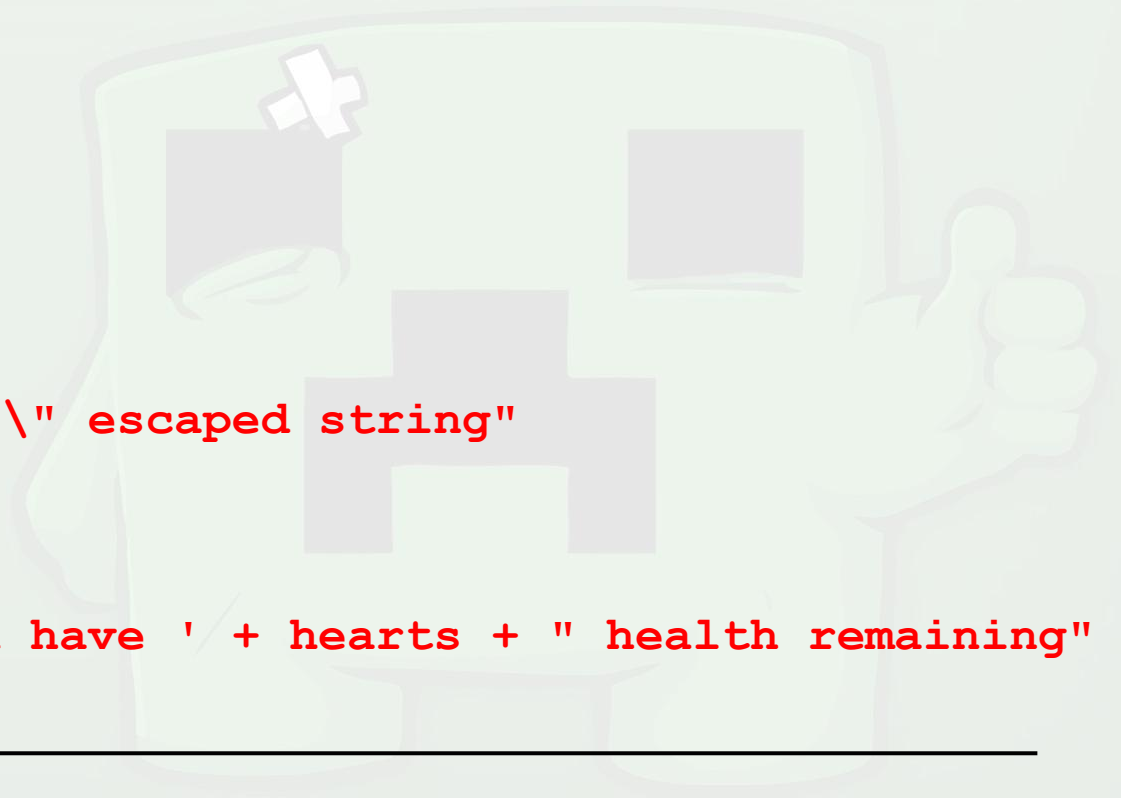 \" escaped string"
have ' + hearts + " health remaining"